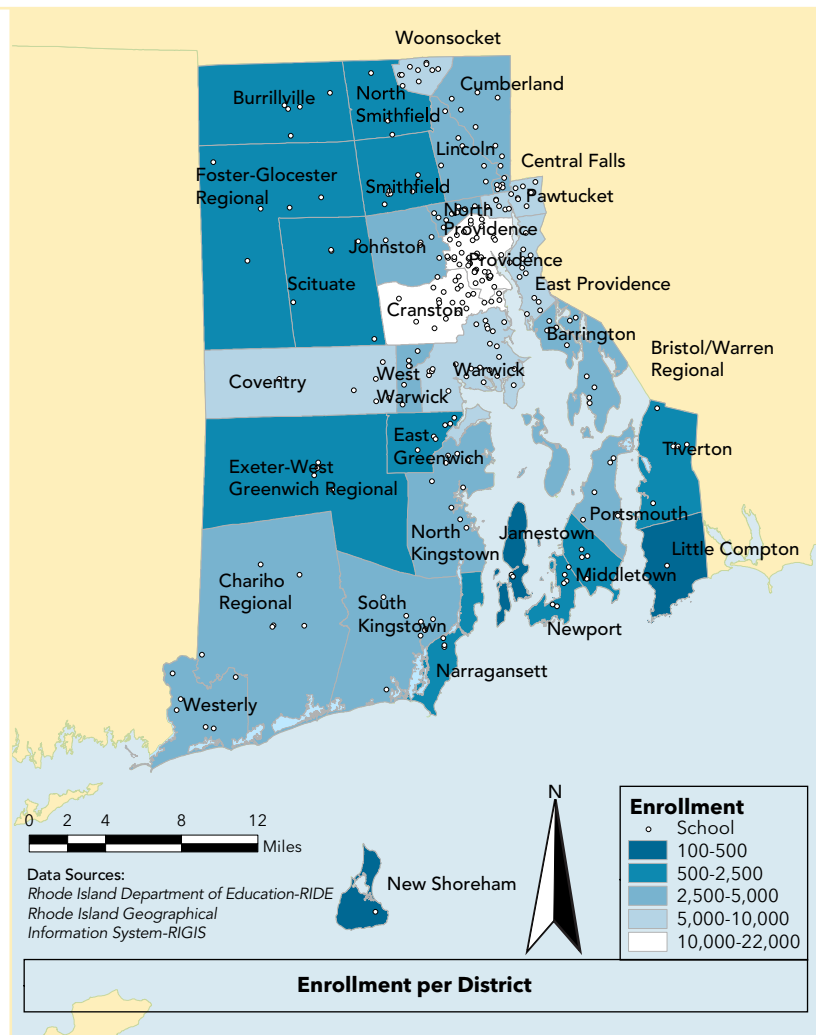 Woonsocket
Cumberland
Burrillville
North
Smithfield
Lincoln
Central Falls
Foster-Glocester
Regional
Smithfield
Pawtucket
North
Providence
Johnston
Providence
Scituate
East Providence
Cranston
Barrington
Bristol/Warren
Regional
Coventry
West
Warwick
Warwick
East
Greenwich
Tiverton
Exeter-West
Greenwich Regional
Portsmouth
North
Kingstown
Jamestown
Little Compton
Chariho
Regional
Middletown
South
Kingstown
Newport
Narragansett
Westerly
0 2 4 8 12
Miles
Data Sources:
Rhode Island Department of Education-RIDE
Rhode Island Geographical
Information System-RIGIS
New Shoreham
N
Enrollment
School
100-500
500-2,500
2,500-5,000
5,000-10,000
10,000-22,000
Enrollment per District